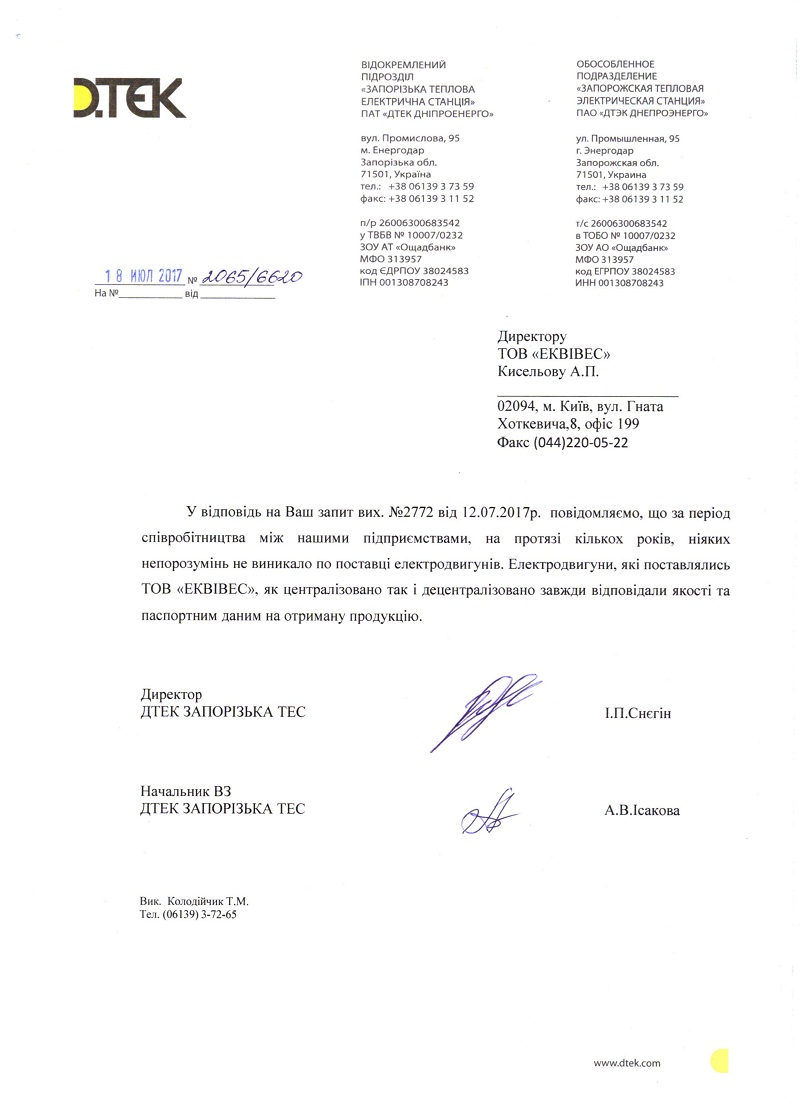 ДТЕК
ВІДОКРЕМЛЕНИЙ
ПІДРОЗДІЛ
«ЗАПОРІЗЬКА ТЕПЛОВА
ЕЛЕКТРИЧНА СТАНЦІЯ»
ПАТ «ДТЕК ДНІПРОЕНЕРГО»
вул. Промислова, 95
м. Енергодар
Запорізька обл.
71501, Україна
тел.: +38 06139 3 73 59
факс: +38 06139 3 11 52
п/р 26006300683542
у ТВБВ № 10007/0232
ЗОУ АТ «Ощадбанк»
МФО 313957
код ЄДРПОУ 38024583
ІПН 001308708243
ОБОСОБЛЕННОЕ
ПОДРАЗДЕЛЕНИЕ
«ЗАПОРОЖСКАЯ ТЕПЛОВАЯ
ЭЛЕКТРИЧЕСКАЯ СТАНЦИЯ»
ПАО «ДТЭК ДНЕПРОЭНЕРГО»
ул. Промышленная, 95
г. Энергодар
Запорожская обл.
71501, Украина
тел.: +38 06139 3 73 59
факс: +38 06139 3 11 52
т/с 26006300683542
в ТОБО № 10007/0232
ЗОУ АО «Ощадбанк»
МФО 313957
код ЕГРПОУ 38024583
ИНН 001308708243
18 ИЮЛ 2017 № 2065/6620
На №____________ від ______________
Директору
ТОВ «ЕКВІВЕС»
Кисельову А.П.
02094, м. Київ, вул. Гната
Хоткевича,8, офіс 199
Факс (044)220-05-22
У відповідь на Ваш запит вих. №2772 від 12.07.2017р. повідомляємо, що за період
співробітництва між нашими підприємствами, на протязі кількох років, ніяких
непорозумінь не виникало по поставці електродвигунів. Електродвигуни, які поставлялись
ТОВ «ЕКВІВЕС», як централізовано так і децентралізовано завжди відповідали якості та
паспортним даним на отриману продукцію.
Директор
ДТЕК ЗАПОРІЗЬКА ТЕС І.П.Снєгін
Начальник ВЗ
ДТЕК ЗАПОРІЗЬКА ТЕС А.В.Ісакова
Вик. Колодійчик Т.М.
Тел. (06139) 3-72-65
www.dtek.com